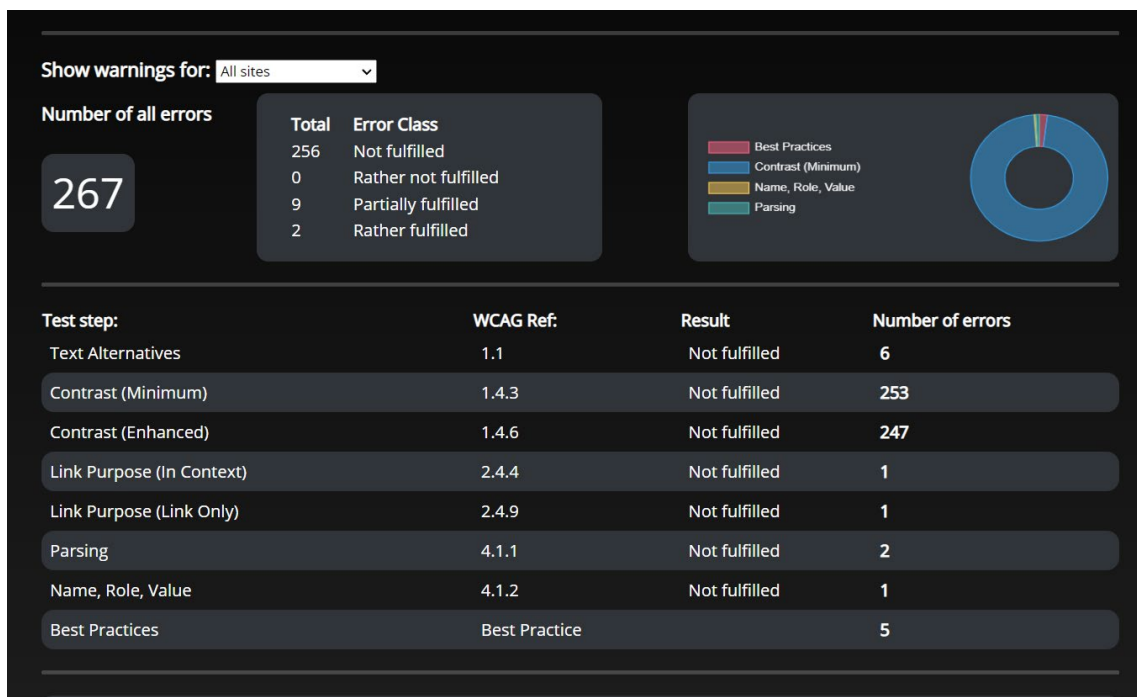 Show warnings for: All sites
Number of all errors
267
Total Error Class
256 Not fulfilled
0 Rather not fulfilled
9 Partially fulfilled
2 Rather fulfilled
Best Practices
Contrast (Minimum)
Name, Role, Value
Parsing
Test step: WCAG Ref: Result Number of errors
Text Alternatives 1.1 Not fulfilled 6
Contrast (Minimum) 1.4.3 Not fulfilled 253
Contrast (Enhanced) 1.4.6 Not fulfilled 247
Link Purpose (In Context) 2.4.4 Not fulfilled 1
Link Purpose (Link Only) 2.4.9 Not fulfilled 1
Parsing 4.1.1 Not fulfilled 2
Name, Role, Value 4.1.2 Not fulfilled 1
Best Practices Best Practice 5